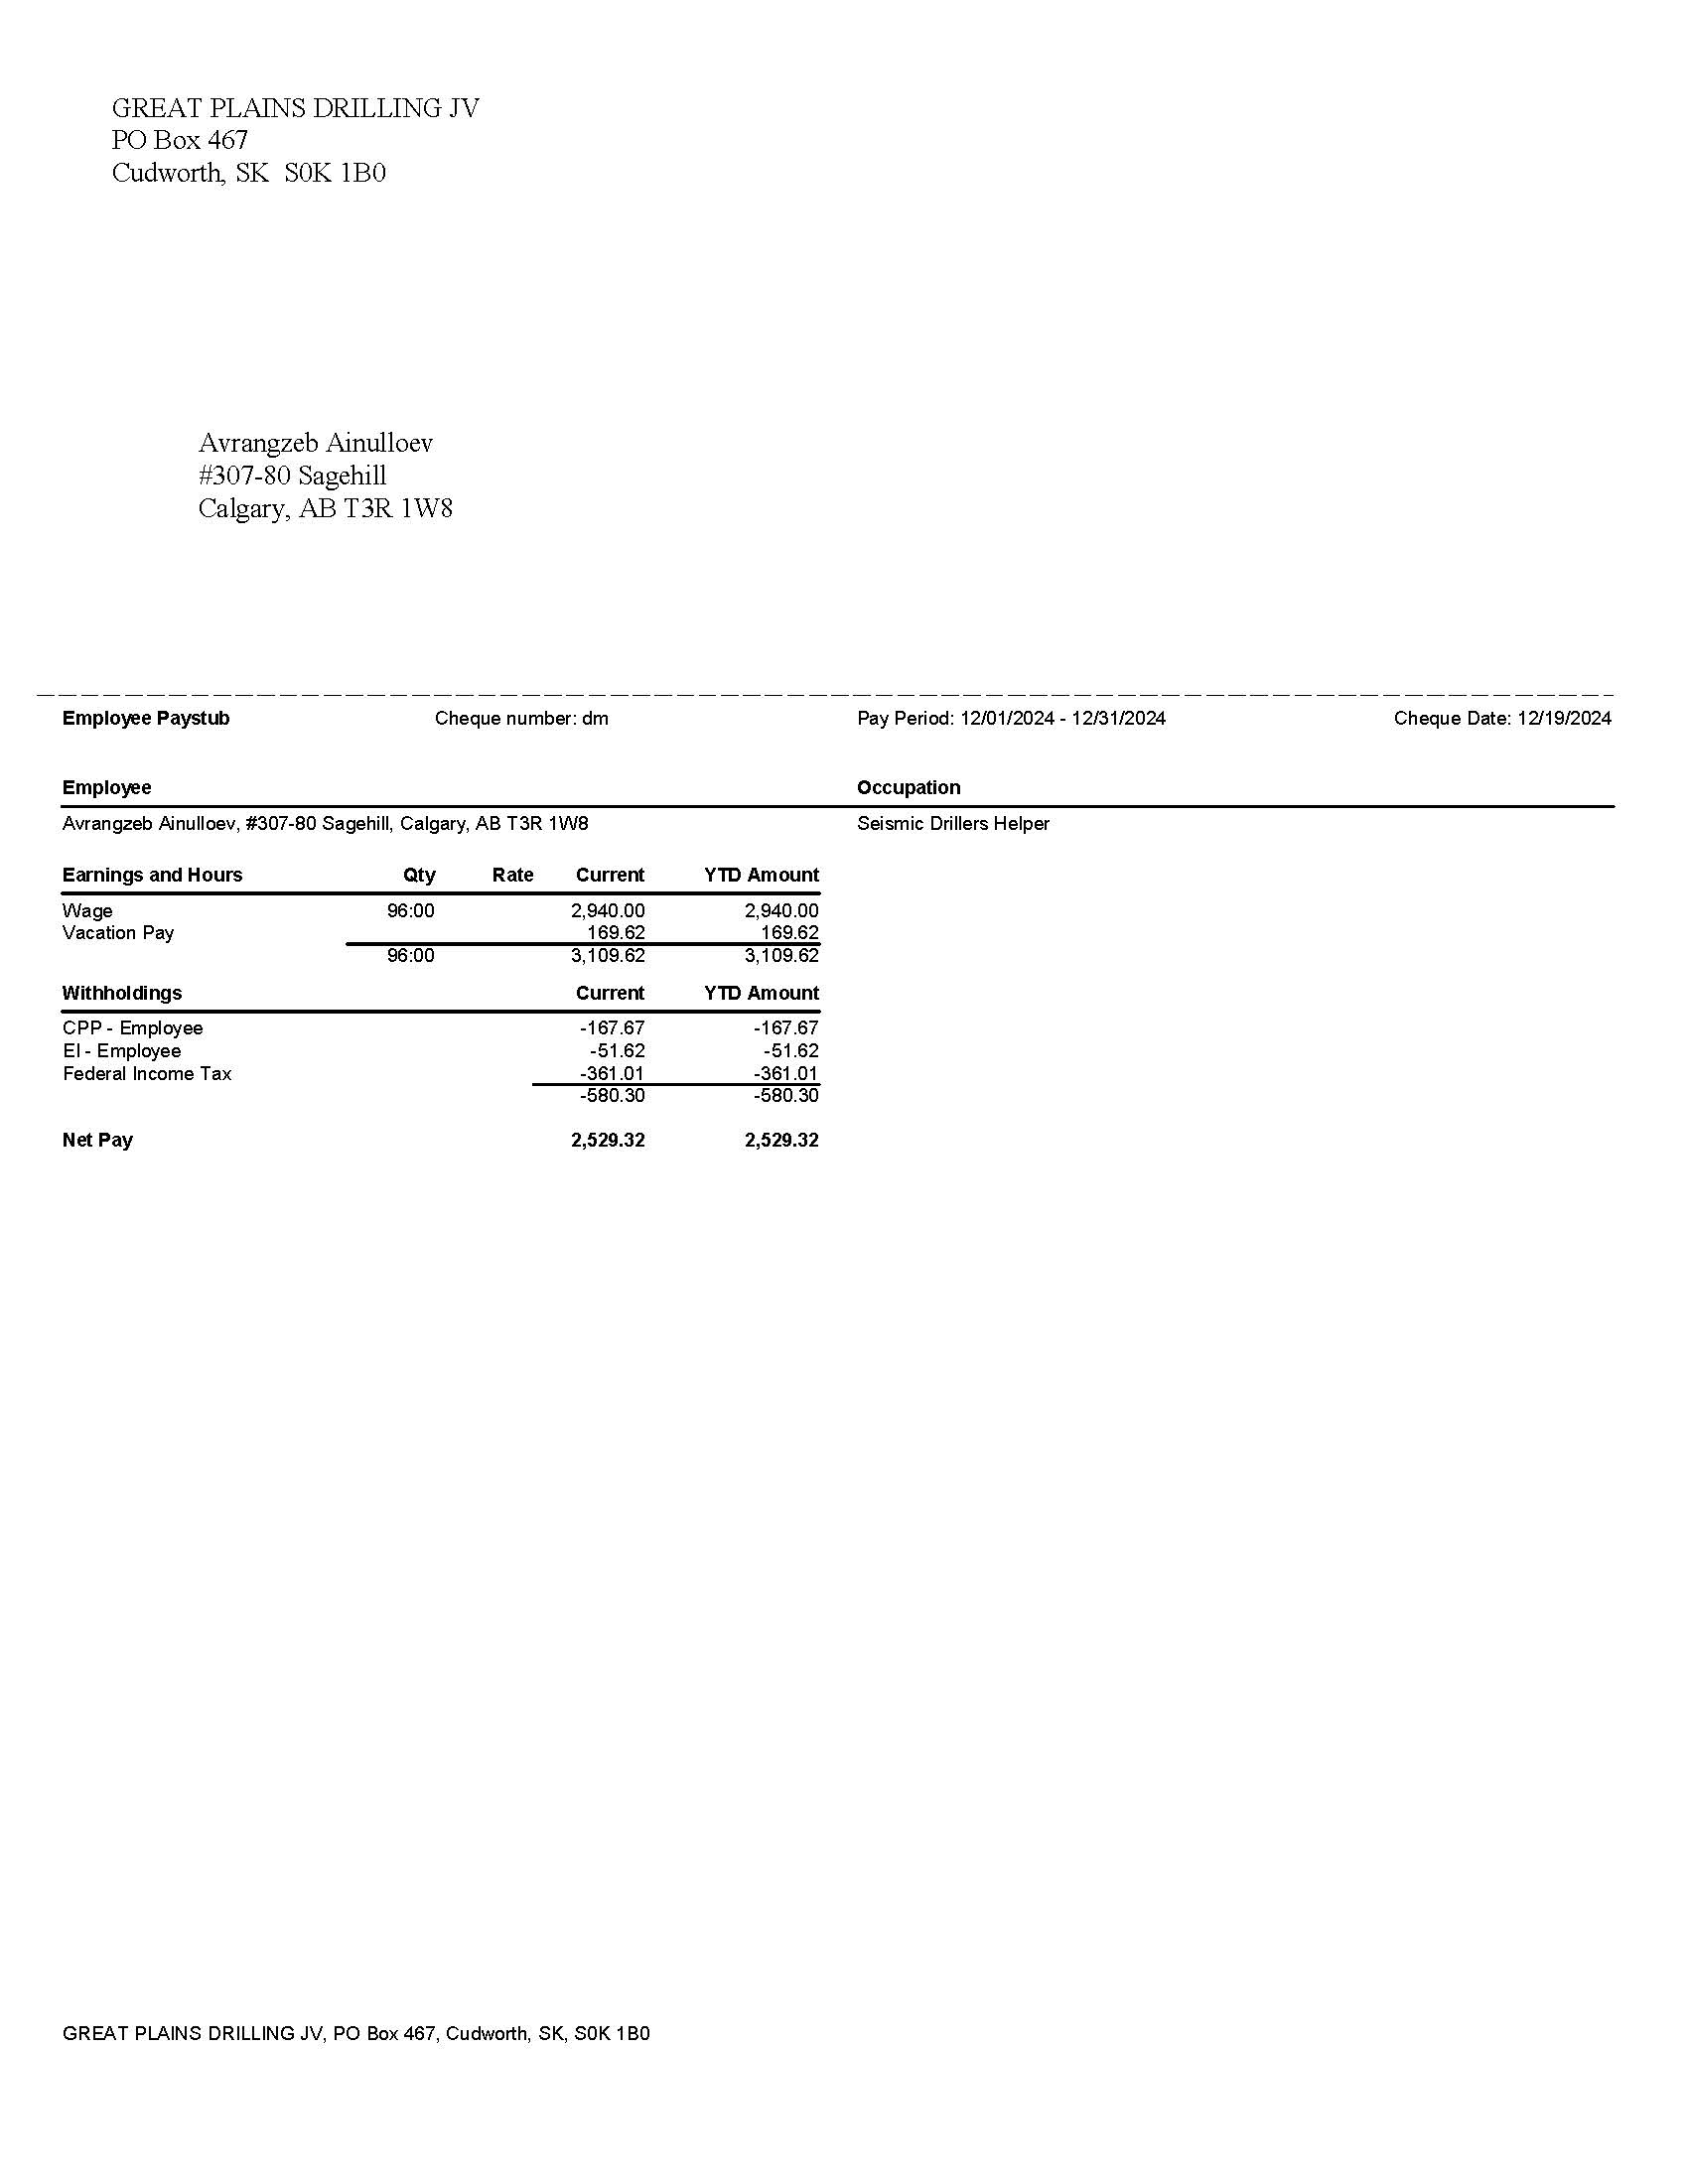 GREAT PLAINS DRILLING JV
PO Box 467
Cudworth, SK  S0K 1B0
Avrangzeb Ainulloev
#307-80 Sagehill
Calgary, AB T3R 1W8
Employee Paystub Cheque number: dm Pay Period: 12/01/2024 - 12/31/2024 Cheque Date: 12/19/2024
Employee Occupation
Avrangzeb Ainulloev, #307-80 Sagehill, Calgary, AB T3R 1W8 Seismic Drillers Helper
Earnings and Hours Qty Rate Current YTD Amount
Wage 96:00 2,940.00 2,940.00
Vacation Pay 169.62 169.62
96:00 3,109.62 3,109.62
Withholdings Current YTD Amount
CPP - Employee -167.67 -167.67
EI - Employee -51.62 -51.62
Federal Income Tax -361.01 -361.01
-580.30 -580.30
Net Pay 2,529.32 2,529.32
GREAT PLAINS DRILLING JV, PO Box 467, Cudworth, SK, S0K 1B0